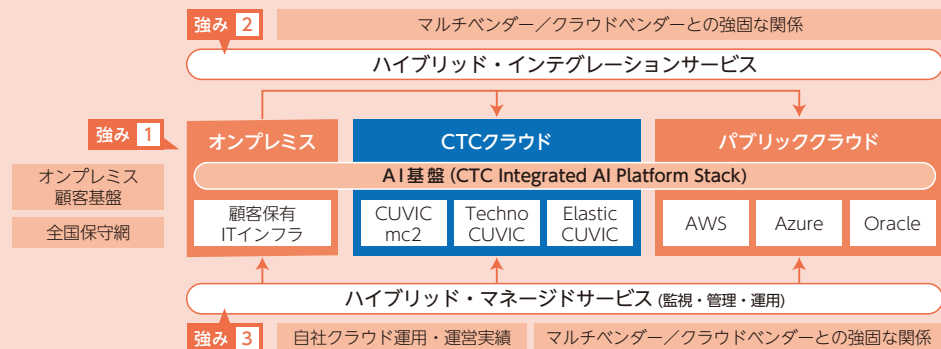 強み 2
マルチベンダー／クラウドベンダーとの強固な関係
ハイブリッド・インテグレーションサービス
強み 1
オンプレミス
CTCクラウド
パブリッククラウド
AI基盤（CTC Integrated AI Platform Stack）
オンプレミス
顧客基盤
全国保守網
顧客保有
ITインフラ
CUVIC
mc2
Techno
CUVIC
Elastic
CUVIC
AWS
Azure
Oracle
ハイブリッド・マネージドサービス（監視・管理・運用）
強み 3
自社クラウド運用・運営実績
マルチベンダー／クラウドベンダーとの強固な関係